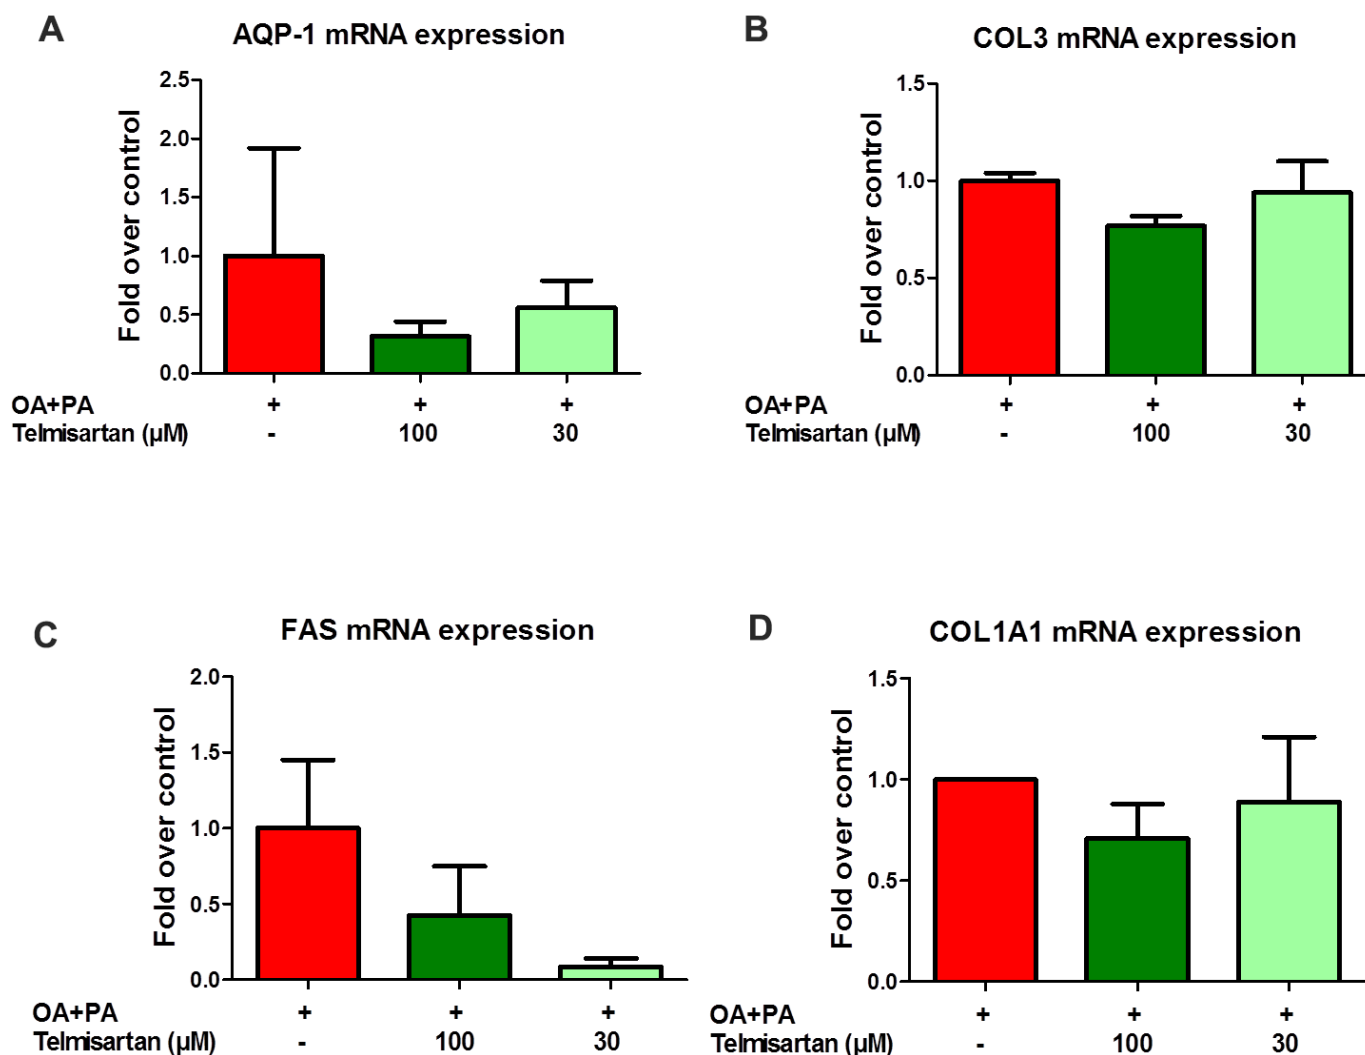 A
AQP-1 mRNA expression
Fold over control
2.5
2.0
1.5
1.0
0.5
0.0
OA+PA + + +
Telmisartan (µM) - 100 30
B
COL3 mRNA expression
Fold over control
1.5
1.0
0.5
0.0
OA+PA + + +
Telmisartan (µM) - 100 30
C
FAS mRNA expression
Fold over control
2.0
1.5
1.0
0.5
0.0
OA+PA + + +
Telmisartan (µM) - 100 30
D
COL1A1 mRNA expression
Fold over control
1.5
1.0
0.5
0.0
OA+PA + + +
Telmisartan (µM) - 100 30